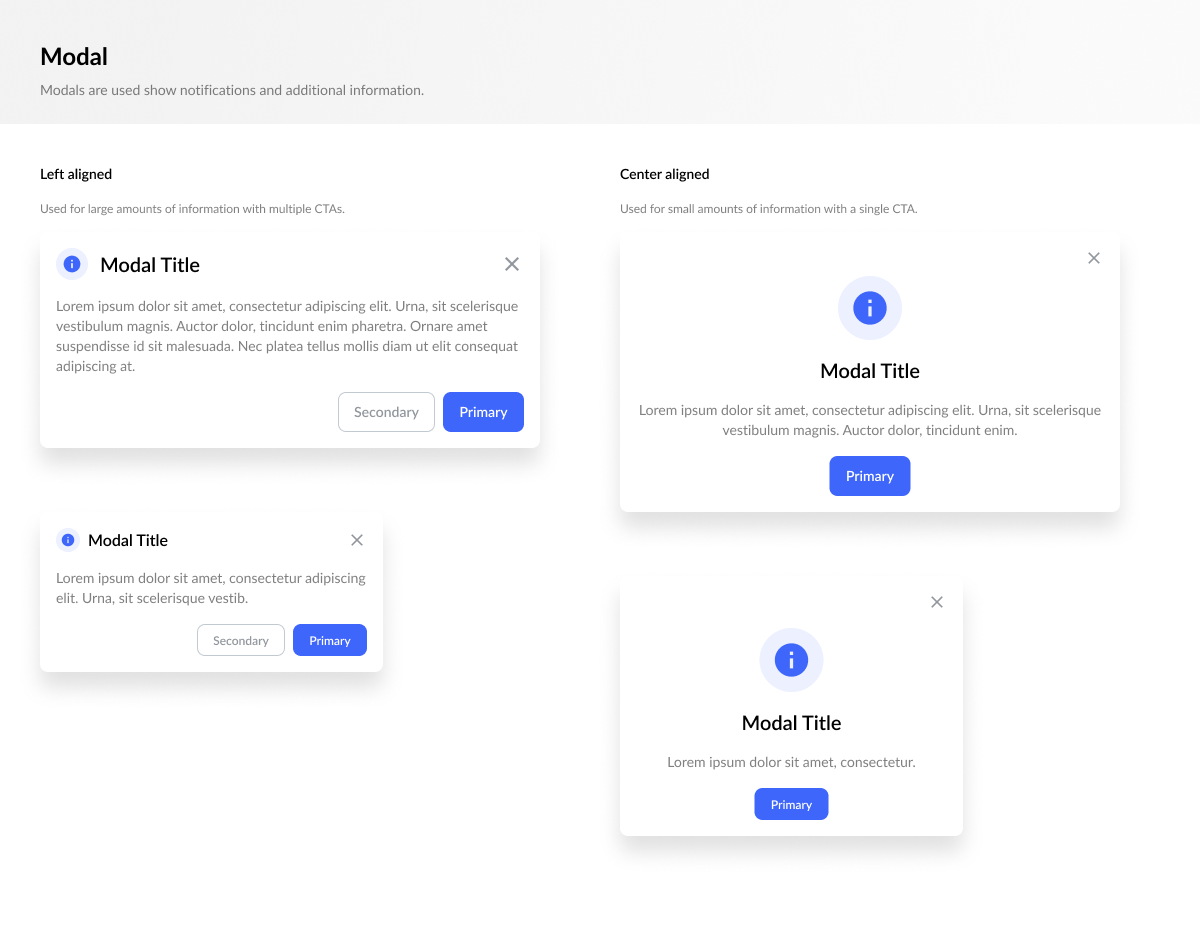 Modal
Modals are used show notifications and additional information.
Left aligned
Used for large amounts of information with multiple CTAs.
Modal Title
Lorem ipsum dolor sit amet, consectetur adipiscing elit. Urna, sit scelerisque
vestibulum magnis. Auctor dolor, tincidunt enim pharetra. Ornare amet
suspendisse id sit malesuada. Nec platea tellus mollis diam ut elit consequat
adipiscing at.
Secondary
Primary
Modal Title
Lorem ipsum dolor sit amet, consectetur adipiscing
elit. Urna, sit scelerisque vestib.
Secondary
Primary
Center aligned
Used for small amounts of information with a single CTA.
Modal Title
Lorem ipsum dolor sit amet, consectetur adipiscing elit. Urna, sit scelerisque
vestibulum magnis. Auctor dolor, tincidunt enim.
Primary
Modal Title
Lorem ipsum dolor sit amet, consectetur.
Primary